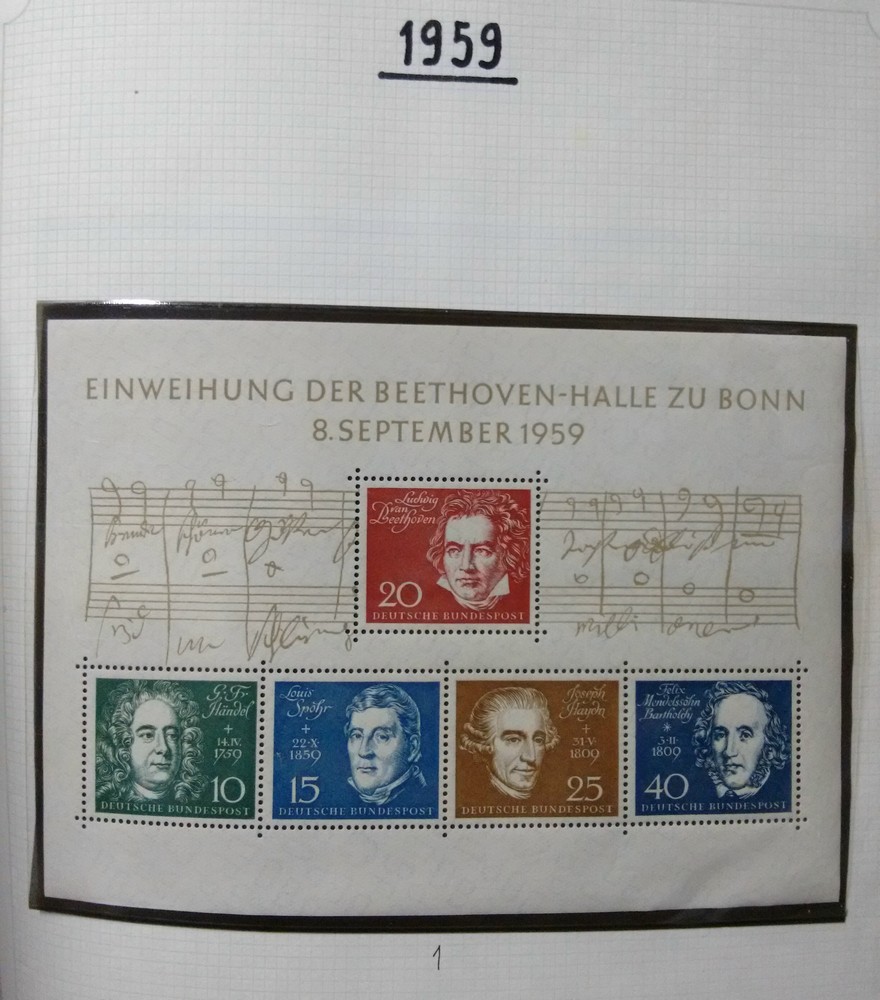 1959
EINWEIHUNG DER BEETHOVEN-HALLE ZU BONN
8. SEPTEMBER 1959
Ludwig
van
Beethoven
20
DEUTSCHE BUNDESPOST
G. Fr.
Händel
+
14.IV.
1759
10
DEUTSCHE BUNDESPOST
Louis
Spohr
+
22·X·
1859
15
DEUTSCHE BUNDESPOST
Joseph
Haydn
+
31·V·
1809
25
DEUTSCHE BUNDESPOST
Felix
Mendelssohn
Bartholdy
*
3·II·
1809
40
DEUTSCHE BUNDESPOST
1